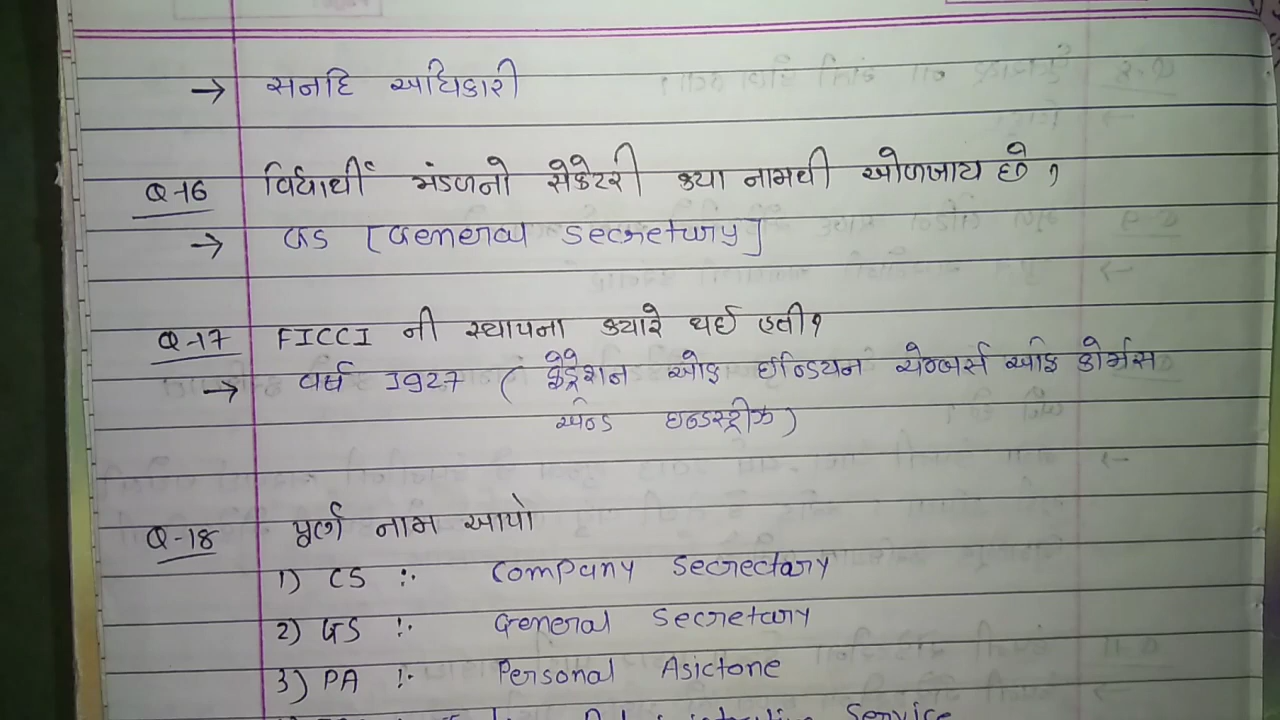 → સનદિ અધિકારી
Q-16 વિદ્યાર્થી મંડળનો સેક્રેટરી ક્યા નામથી ઓળખાય છે ?
→ GS [General Secretary]
Q-17 FICCI ની સ્થાપના ક્યારે થઈ હતી?
→ વર્ષ 1927 ( ફેડ્રેશન ઓફ ઈન્ડિયન ચેમ્બર્સ ઓફ કોર્મસ
એન્ડ ઇન્ડસ્ટ્રીઝ)
Q-18 પૂર્ણ નામ આપો
1) CS :. Company Secrectary
2) GS :. General Secretary
3) PA :. Personal Asictone
Service